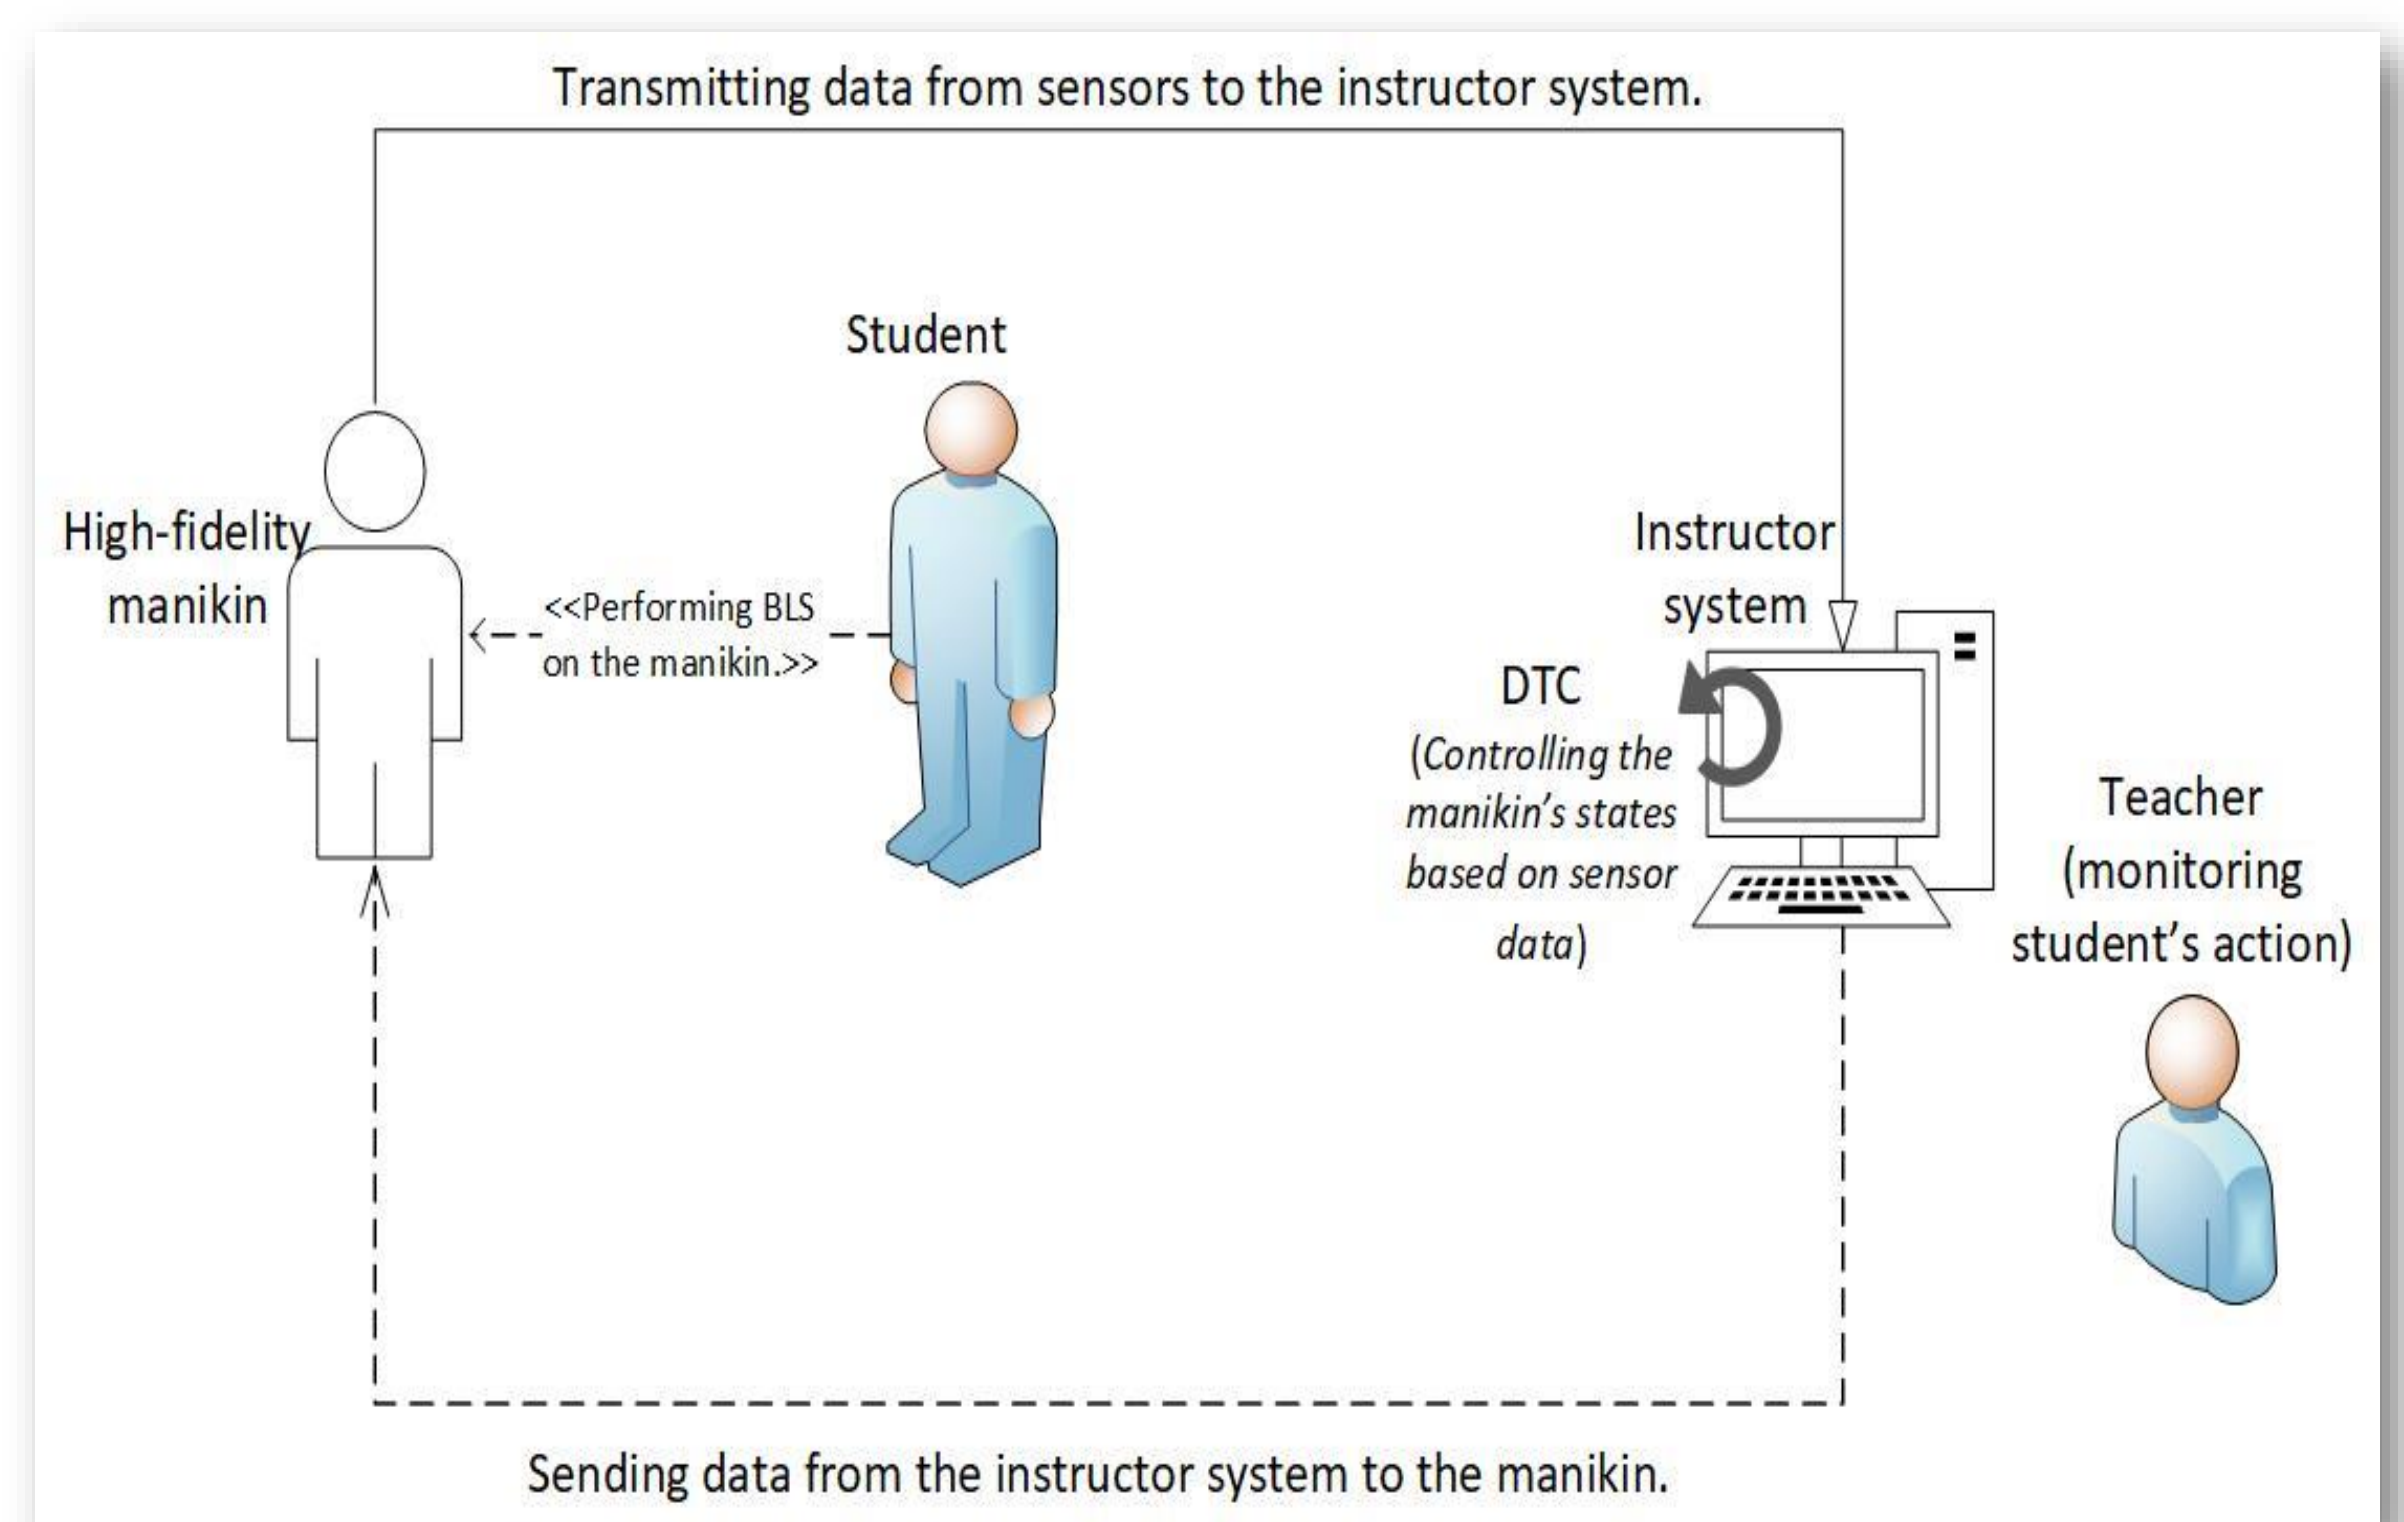 Transmitting data from sensors to the instructor system.
Student
High-fidelity
manikin
<<Performing BLS
on the manikin.>>
Instructor
system
DTC
(Controlling the
manikin's states
based on sensor
data)
Teacher
(monitoring
student's action)
Sending data from the instructor system to the manikin.